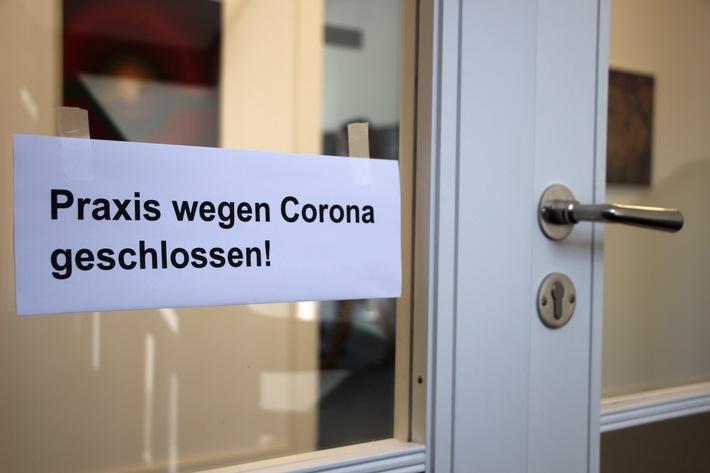 Praxis wegen Corona
geschlossen!